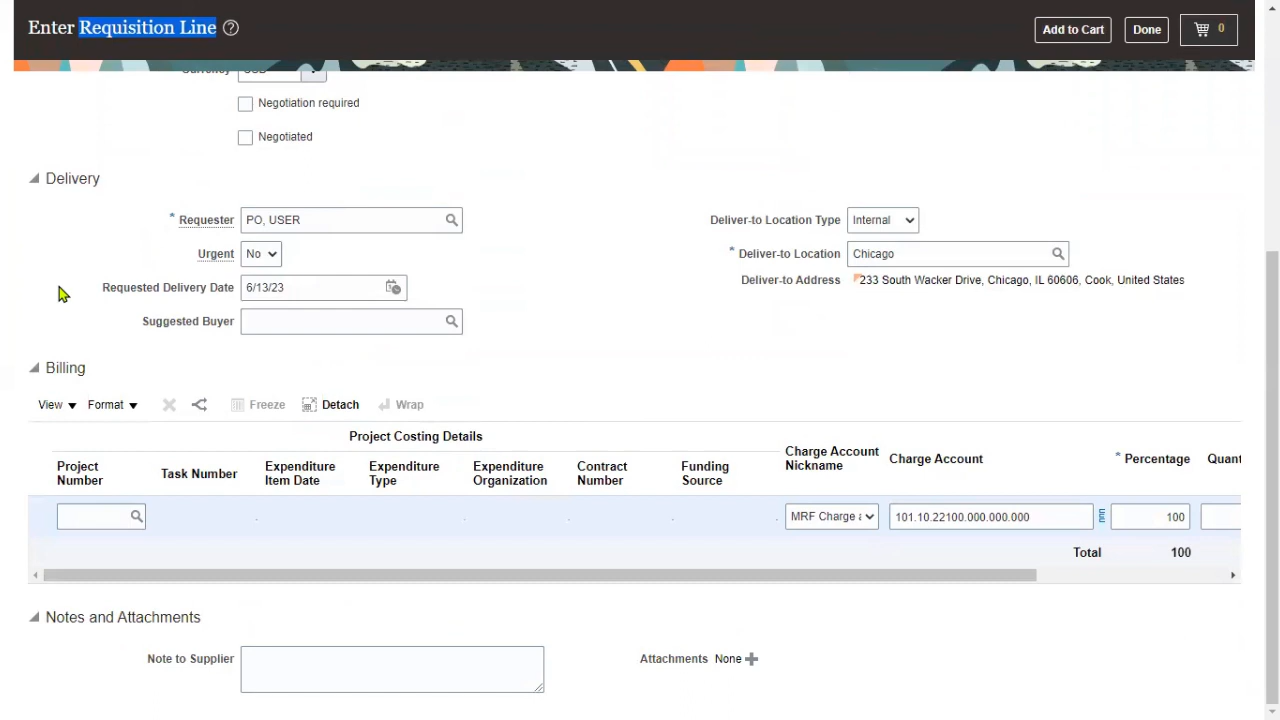 Enter Requisition Line
Add to Cart
Done
0
Negotiation required
Negotiated
Delivery
* Requester PO, USER
Urgent No
Requested Delivery Date 6/13/23
Suggested Buyer
Deliver-to Location Type Internal
* Deliver-to Location Chicago
Deliver-to Address 233 South Wacker Drive, Chicago, IL 60606, Cook, United States
Billing
View Format Freeze Detach Wrap
Project Costing Details
Project Number
Task Number
Expenditure Item Date
Expenditure Type
Expenditure Organization
Contract Number
Funding Source
Charge Account Nickname
Charge Account
* Percentage
Quant
MRF Charge
101.10.22100.000.000.000
100
Total 100
Notes and Attachments
Note to Supplier
Attachments None